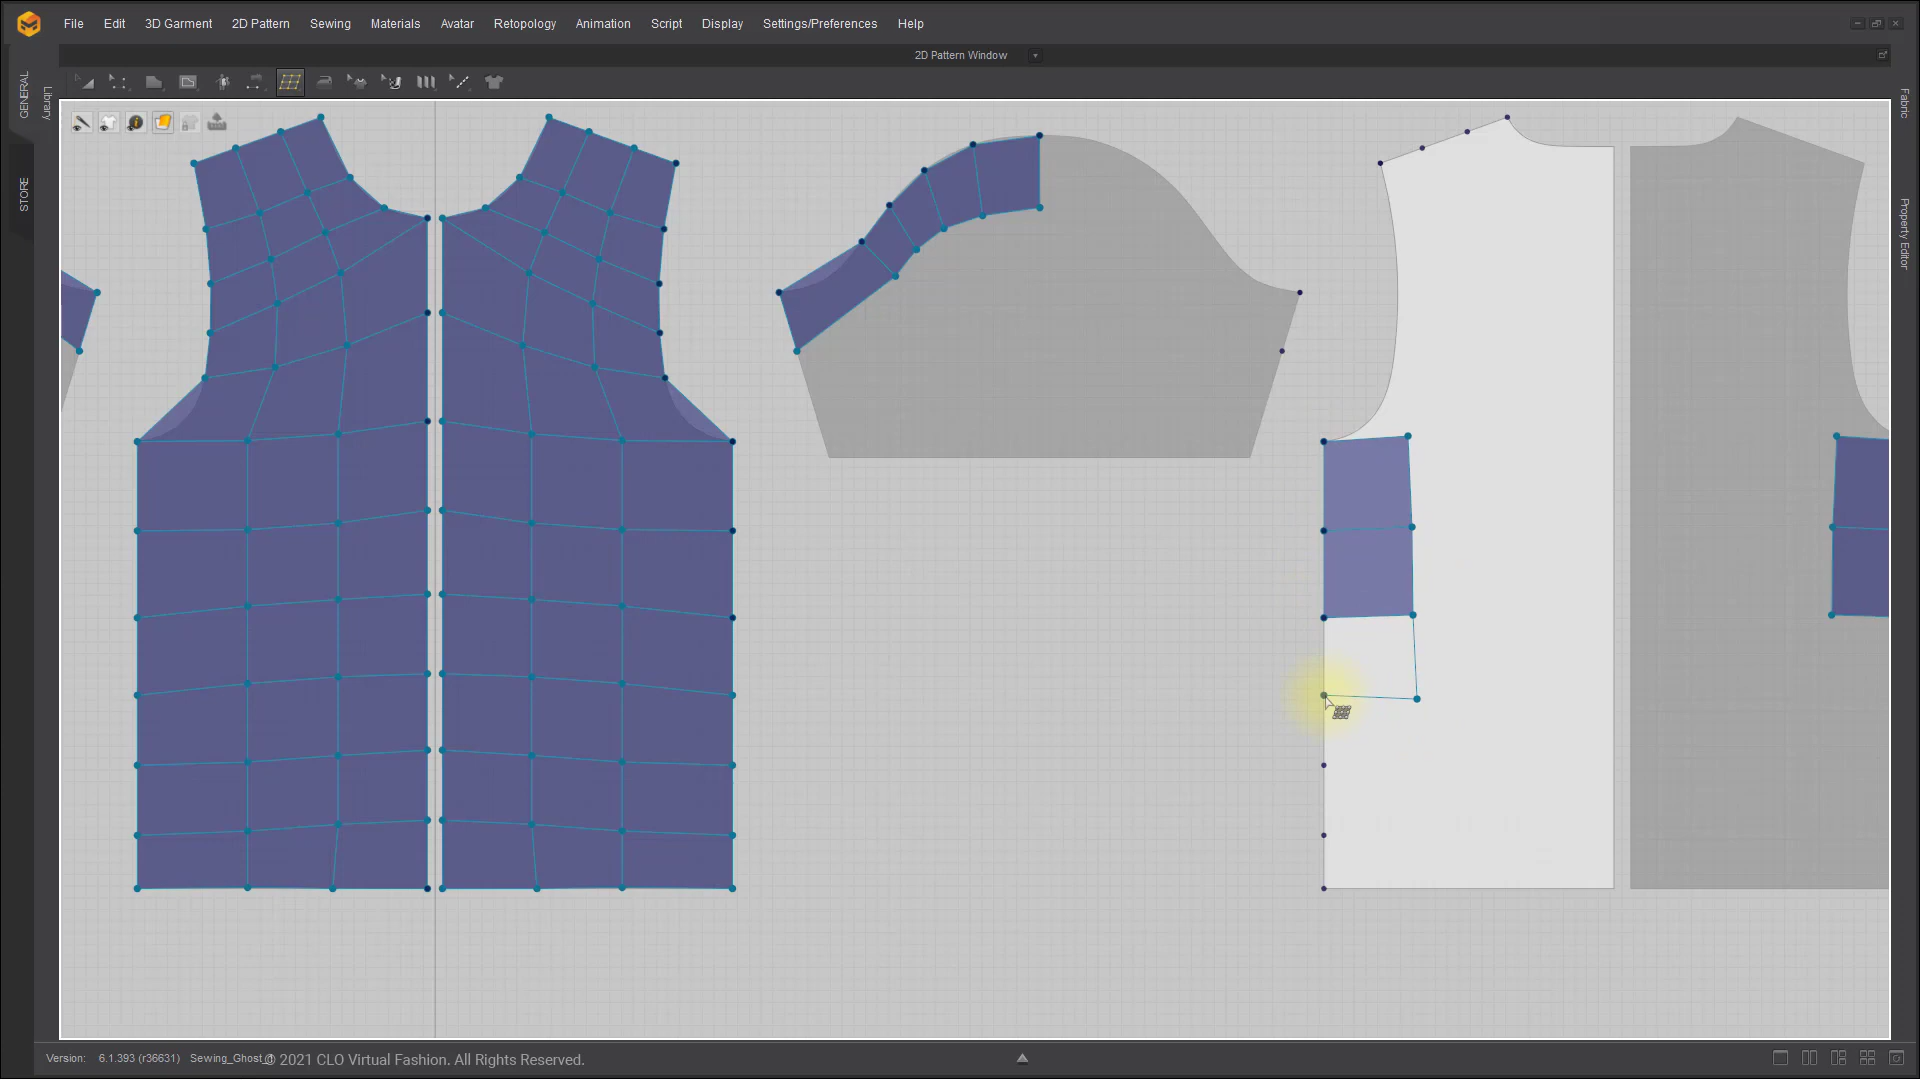 File Edit 3D Garment 2D Pattern Sewing Materials Avatar Retopology Animation Script Display Settings/Preferences Help
2D Pattern Window
GENERAL
Library
STORE
Fabric
Property Editor
Version: 6.1.393 (r36631) Sewing_Ghost_ © 2021 CLO Virtual Fashion. All Rights Reserved.